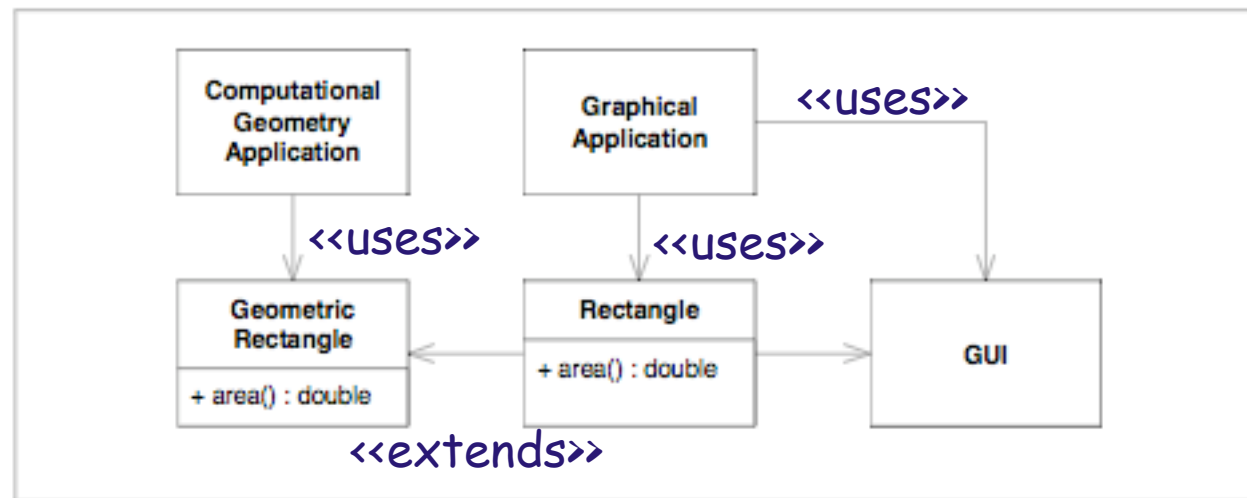 Computational
Geometry
Application
Graphical
Application
<<uses>>
<<uses>>
<<uses>>
Geometric
Rectangle
+ area() : double
Rectangle
+ area() : double
GUI
<<extends>>